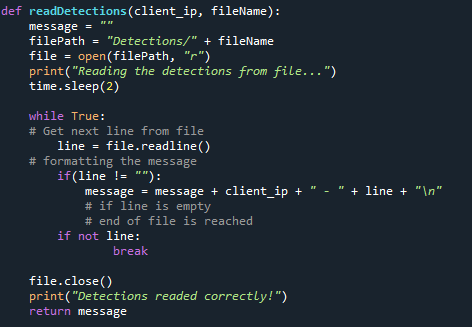 def readDetections(client_ip, fileName):
    message = ""
    filePath = "Detections/" + fileName
    file = open(filePath, "r")
    print("Reading the detections from file...")
    time.sleep(2)

    while True:
    # Get next line from file
        line = file.readline()
    # formatting the message
        if(line != ""):
            message = message + client_ip + " - " + line + "\n"
            # if line is empty
            # end of file is reached
        if not line:
                break

    file.close()
    print("Detections readed correctly!")
    return message